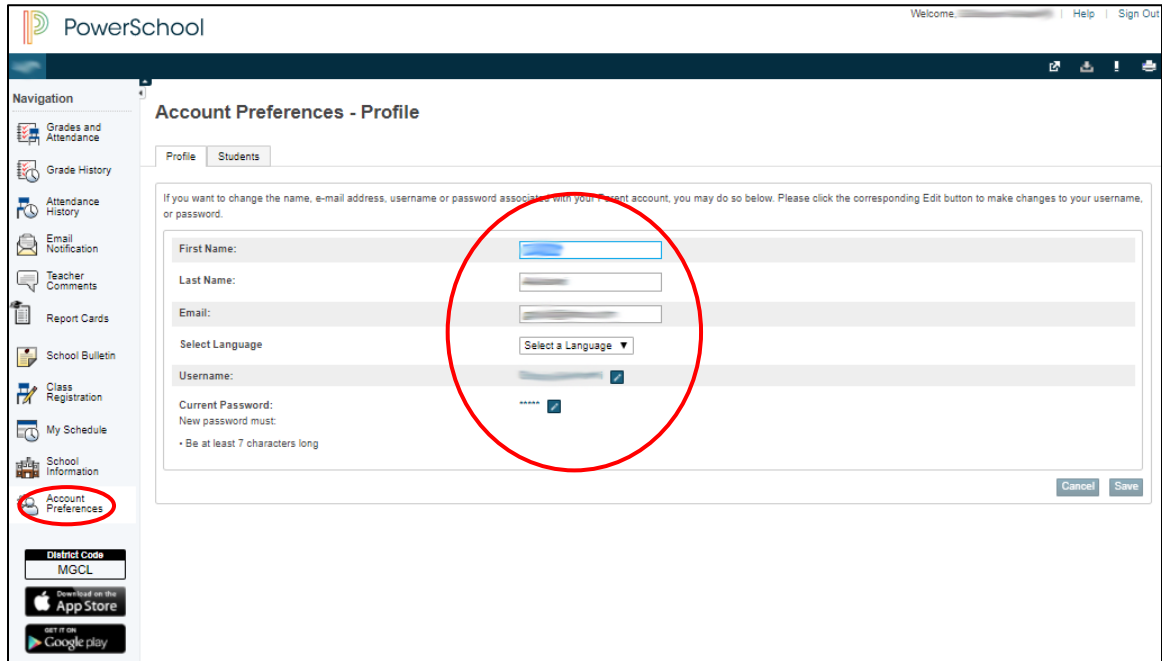 PowerSchool
Welcome, | Help | Sign Out
Navigation
Grades and
Attendance
Grade History
Attendance
History
Email
Notification
Teacher
Comments
Report Cards
School Bulletin
Class
Registration
My Schedule
School
Information
Account
Preferences
District Code
MGCL
Download on the
App Store
GET IT ON
Google play
Account Preferences - Profile
Profile
Students
If you want to change the name, e-mail address, username or password associated with your Parent account, you may do so below. Please click the corresponding Edit button to make changes to your username,
or password.
First Name:
Last Name:
Email:
Select Language
Select a Language ▼
Username:
Current Password:
*****
New password must:
• Be at least 7 characters long
Cancel
Save